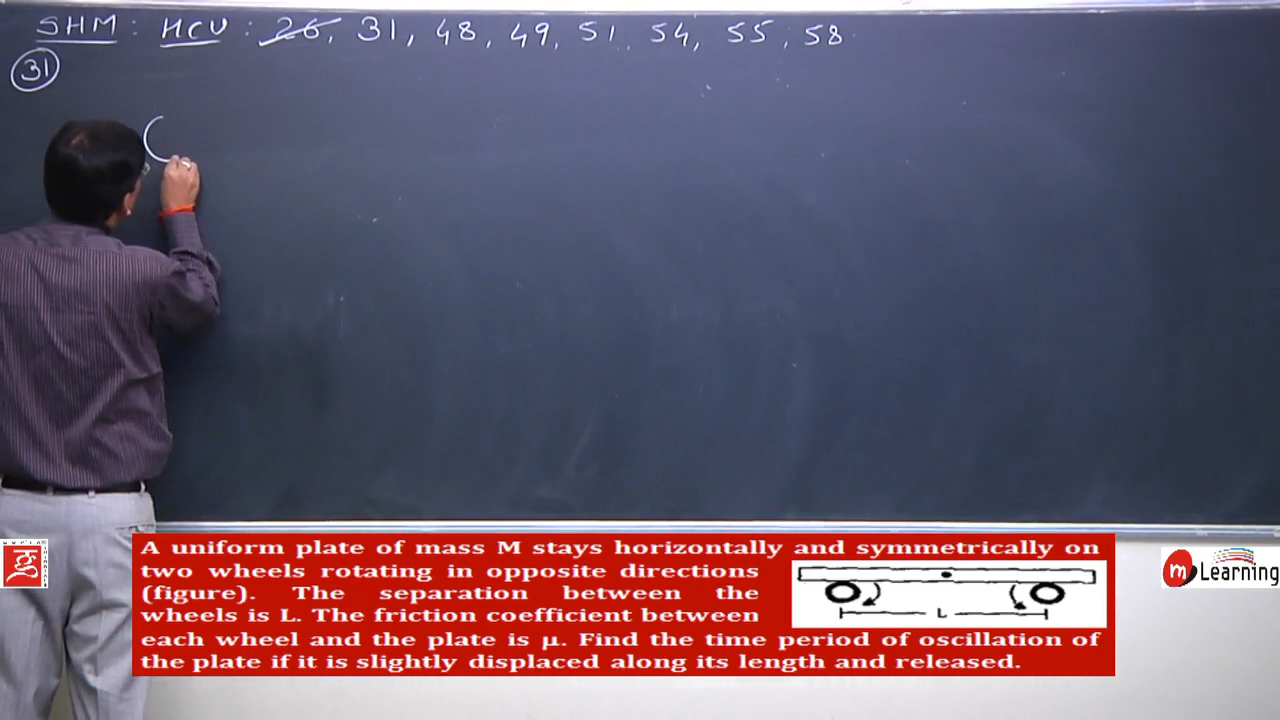 SHM : HCU : 26, 31, 48, 49, 51, 54, 55, 58
31
A uniform plate of mass M stays horizontally and symmetrically on
two wheels rotating in opposite directions
(figure). The separation between the
wheels is L. The friction coefficient between
each wheel and the plate is μ. Find the time period of oscillation of
the plate if it is slightly displaced along its length and released.
L
m Learning